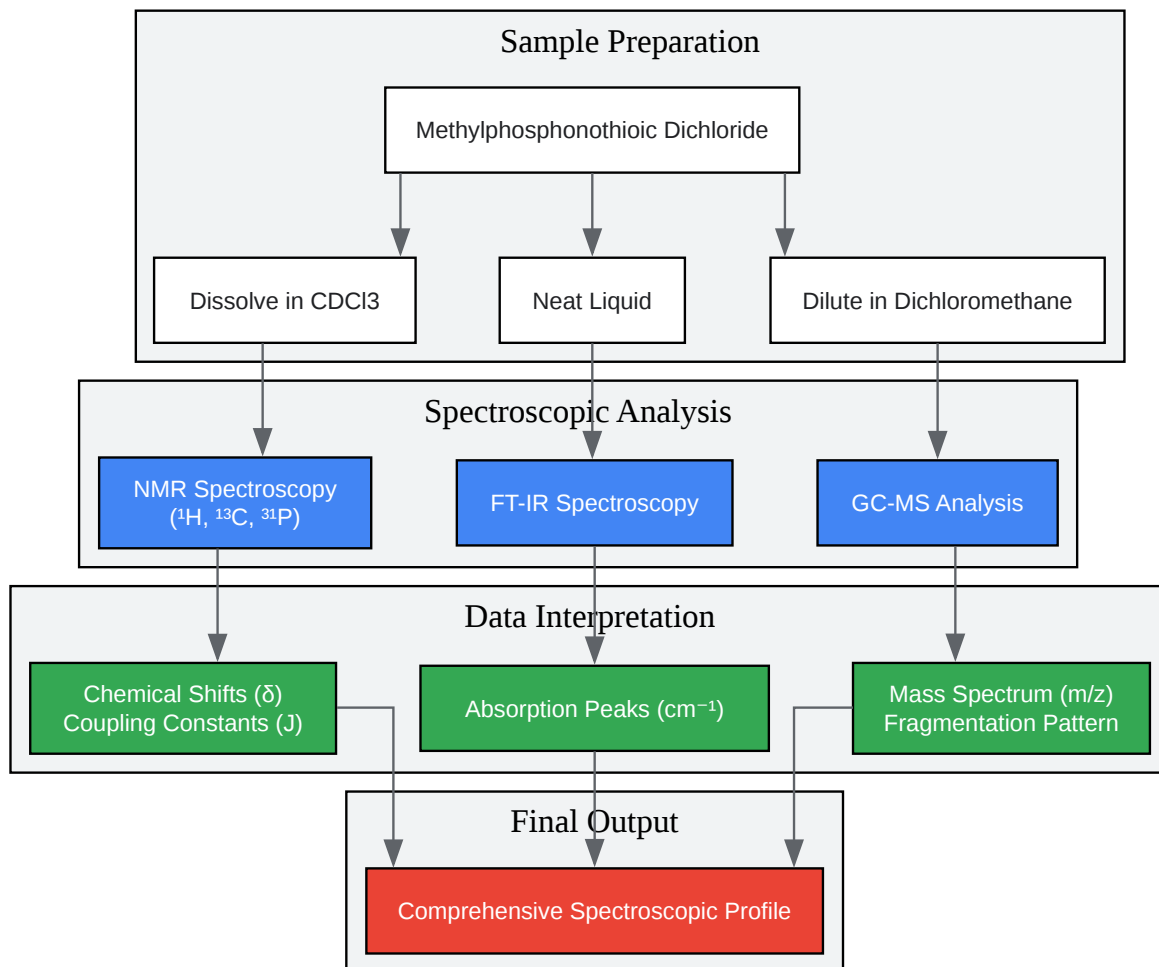 Sample Preparation
Methylphosphonothioic Dichloride
Dissolve in CDCl3
Neat Liquid
Dilute in Dichloromethane
Spectroscopic Analysis
NMR Spectroscopy
(¹H, ¹³C, ³¹P)
FT-IR Spectroscopy
GC-MS Analysis
Data Interpretation
Chemical Shifts (δ)
Coupling Constants (J)
Absorption Peaks (cm⁻¹)
Mass Spectrum (m/z)
Fragmentation Pattern
Final Output
Comprehensive Spectroscopic Profile